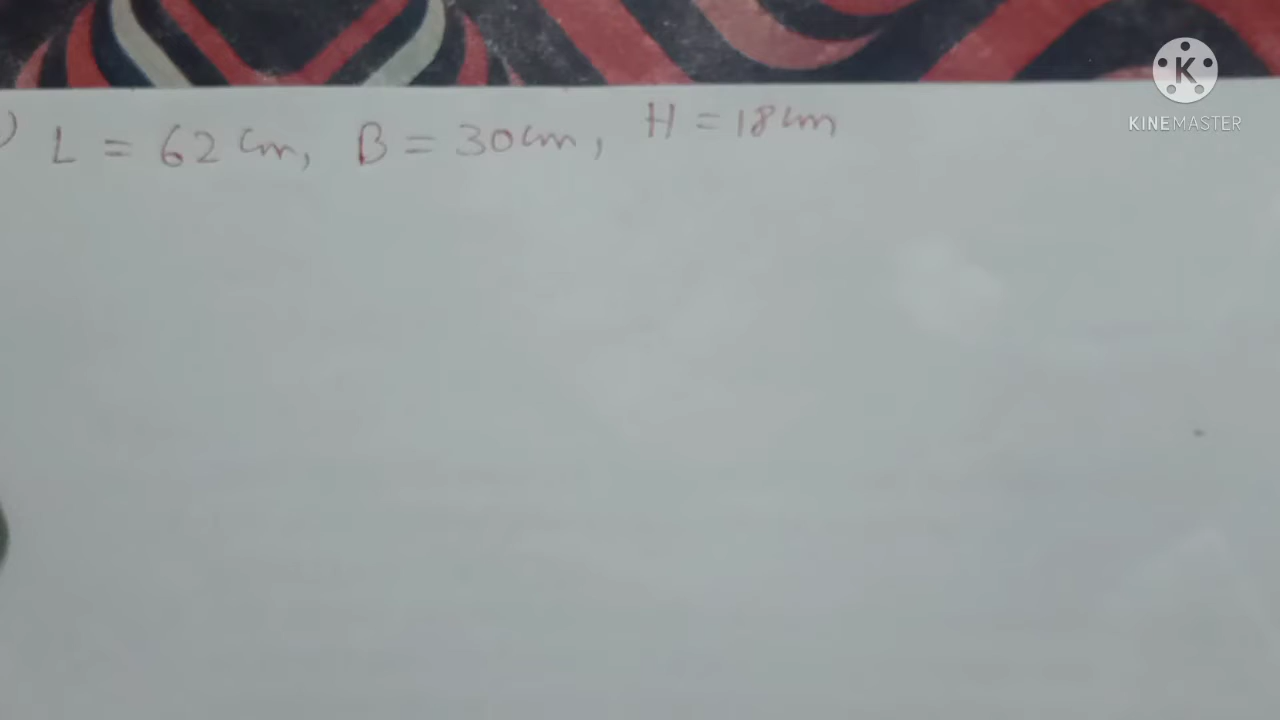 ) L = 62 cm, B = 30 cm, H = 18 cm
K
KINEMASTER